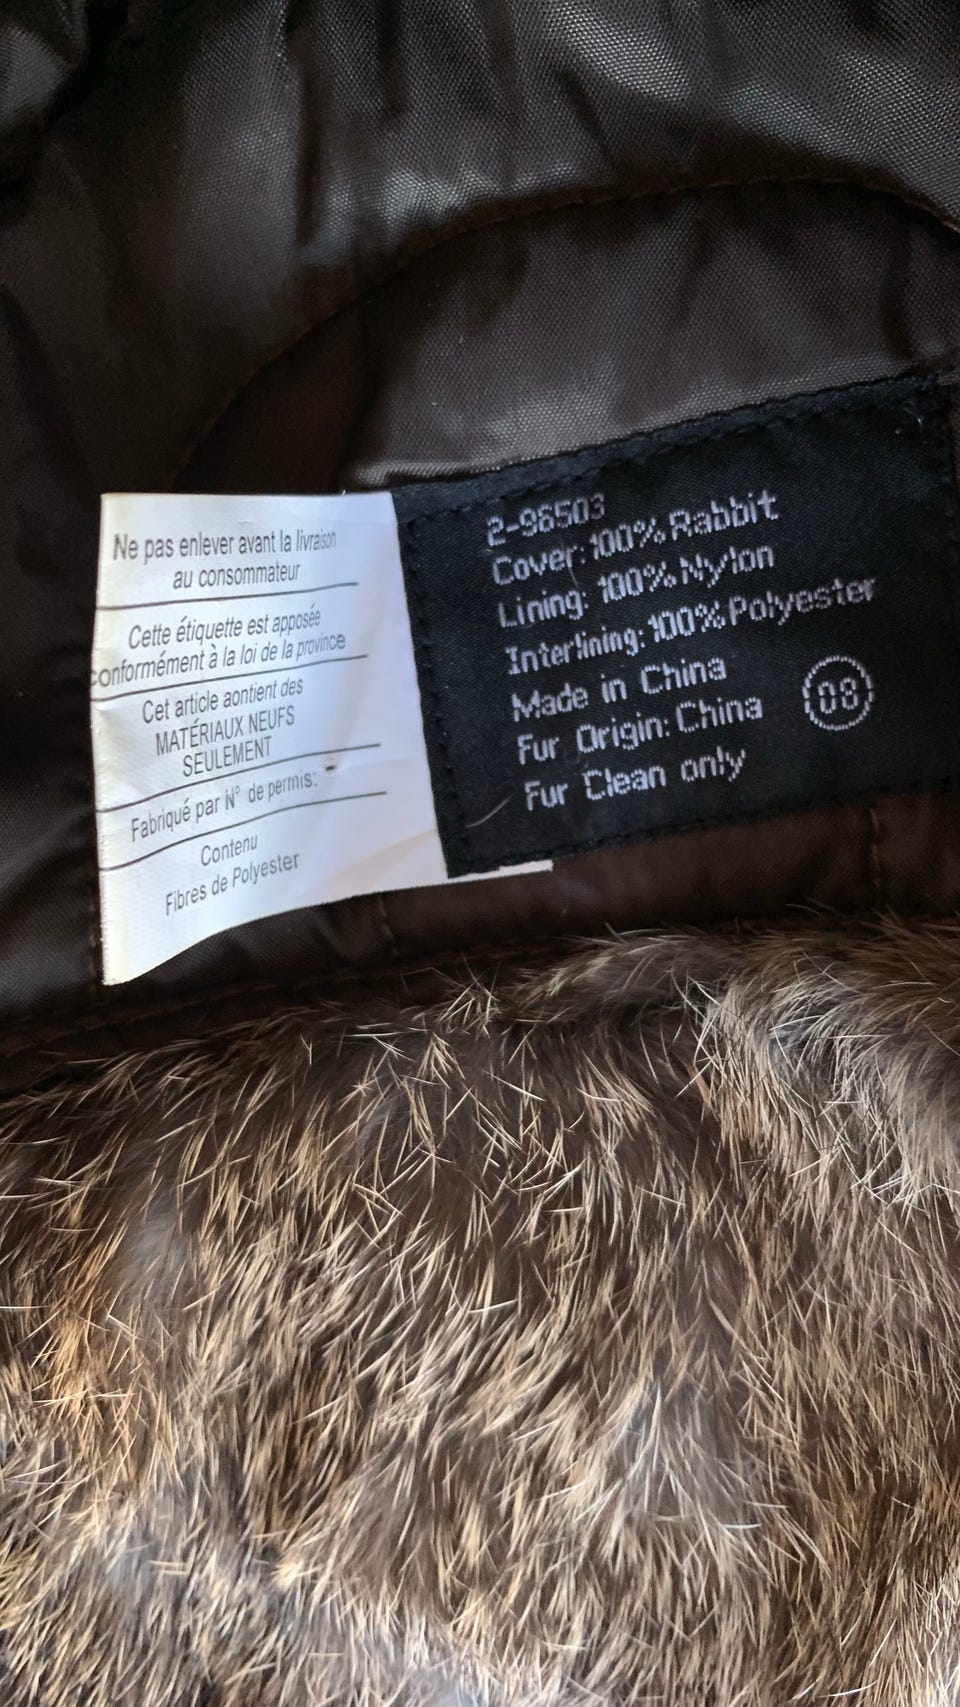 Ne pas enlever avant la livraison
au consommateur
Cette étiquette est apposée
conformément à la loi de la province
Cet article aontient des
MATÉRIAUX NEUFS
SEULEMENT
Fabriqué par N° de permis: -
Contenu
Fibres de Polyester
2-96503
Cover: 100% Rabbit
Lining: 100% Nylon
Interlining: 100% Polyester
Made in China
Fur Origin: China
Fur Clean only
08